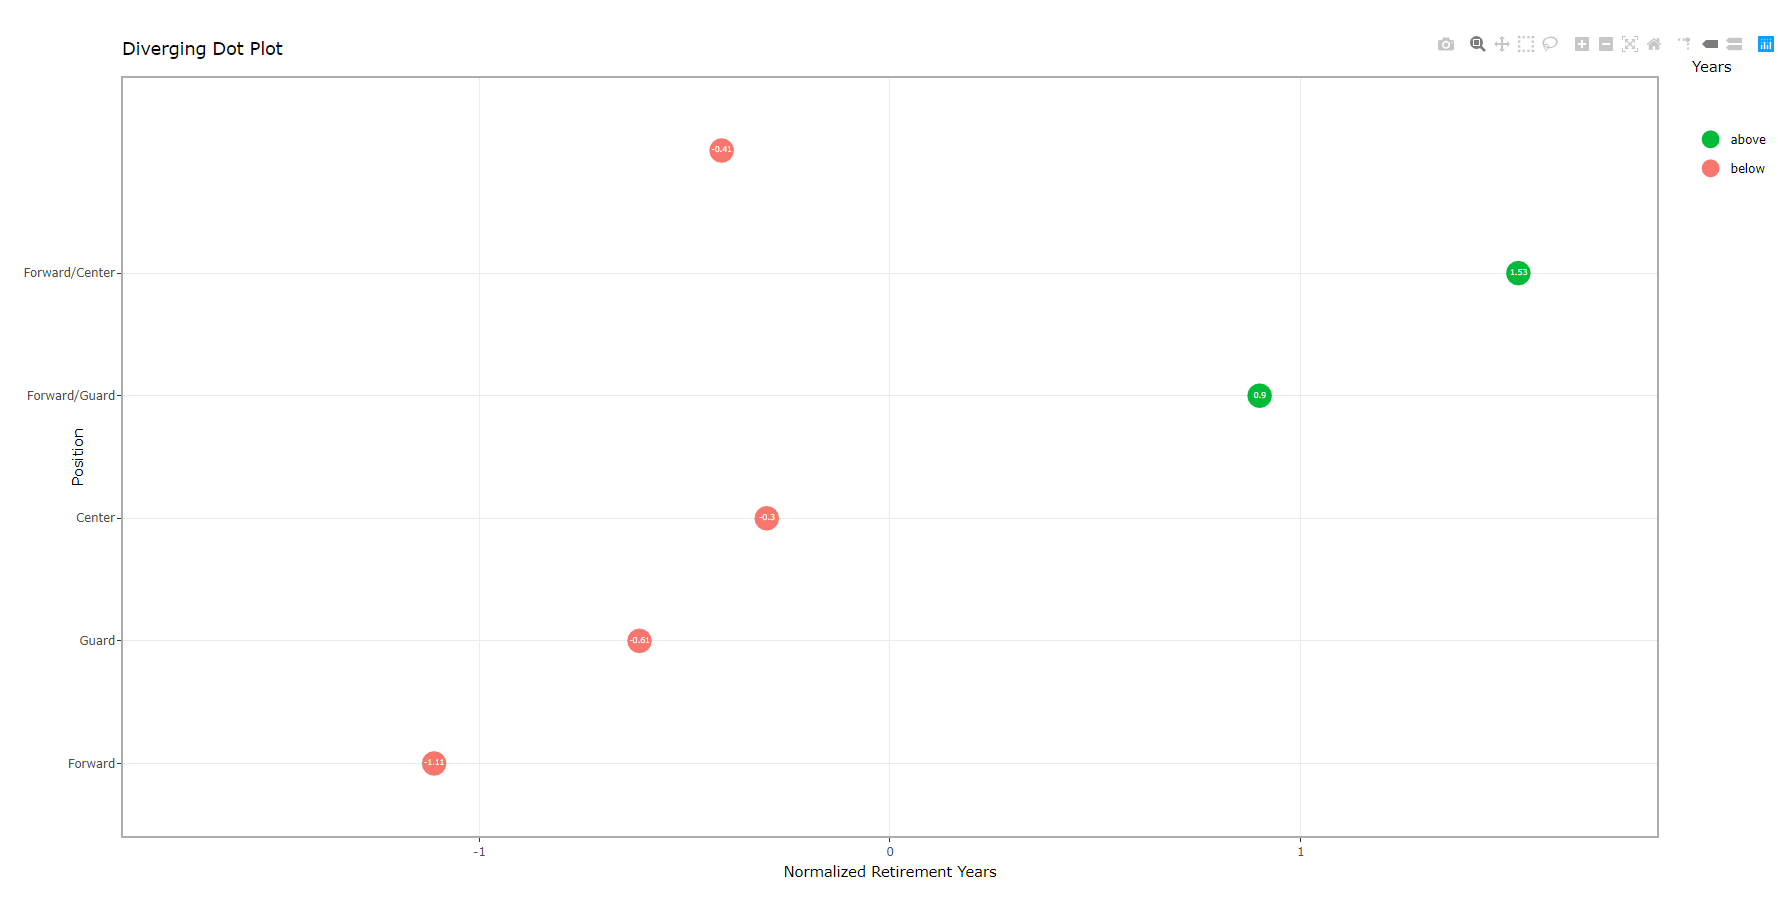 Diverging Dot Plot
Years
above
below
-0.41
Forward/Center
1.53
Forward/Guard
0.9
Position
Center
-0.3
Guard
-0.61
Forward
-1.11
-1
0
1
Normalized Retirement Years